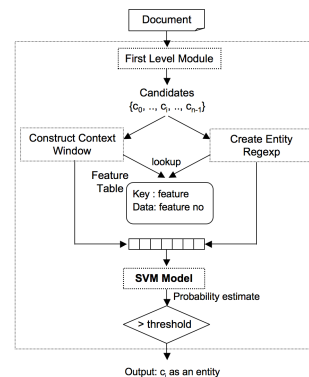 Document
First Level Module
Candidates
{c0, .., ci, .., cn-1}
Construct Context
Window
Create Entity
Regexp
lookup
Feature
Table
Key : feature
Data: feature no
SVM Model
Probability estimate
> threshold
Output: ci as an entity